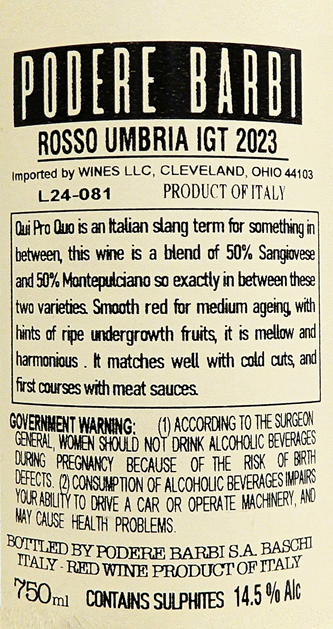 PODERE BARBI
ROSSO UMBRIA IGT 2023
Imported by WINES LLC, CLEVELAND, OHIO 44103
L24-081 PRODUCT OF ITALY
Qui Pro Quo is an Italian slang term for something in
between, this wine is a blend of 50% Sangiovese
and 50% Montepulciano so exactly in between these
two varieties. Smooth red for medium ageing, with
hints of ripe undergrowth fruits, it is mellow and
harmonious . It matches well with cold cuts, and
first courses with meat sauces.
GOVERNMENT WARNING: (1) ACCORDING TO THE SURGEON
GENERAL, WOMEN SHOULD NOT DRINK ALCOHOLIC BEVERAGES
DURING PREGNANCY BECAUSE OF THE RISK OF BIRTH
DEFECTS. (2) CONSUMPTION OF ALCOHOLIC BEVERAGES IMPAIRS
YOUR ABILITY TO DRIVE A CAR OR OPERATE MACHINERY, AND
MAY CAUSE HEALTH PROBLEMS.
BOTTLED BY PODERE BARBI S.A. BASCHI
ITALY - RED WINE PRODUCT OF ITALY
750ml CONTAINS SULPHITES 14.5 % Alc